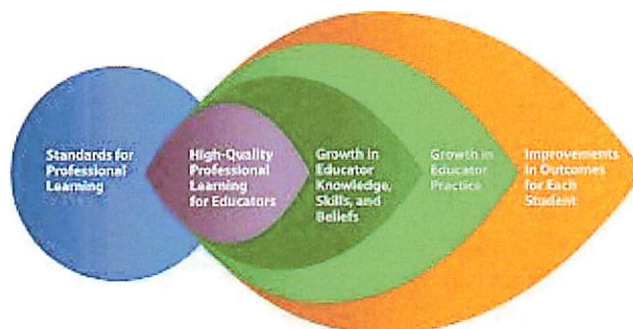 Standards for
Professional
Learning
High-Quality
Professional
Learning
for Educators
Growth in
Educator
Knowledge,
Skills, and
Beliefs
Growth in
Educator
Practice
Improvements
in Outcomes
for Each
Student